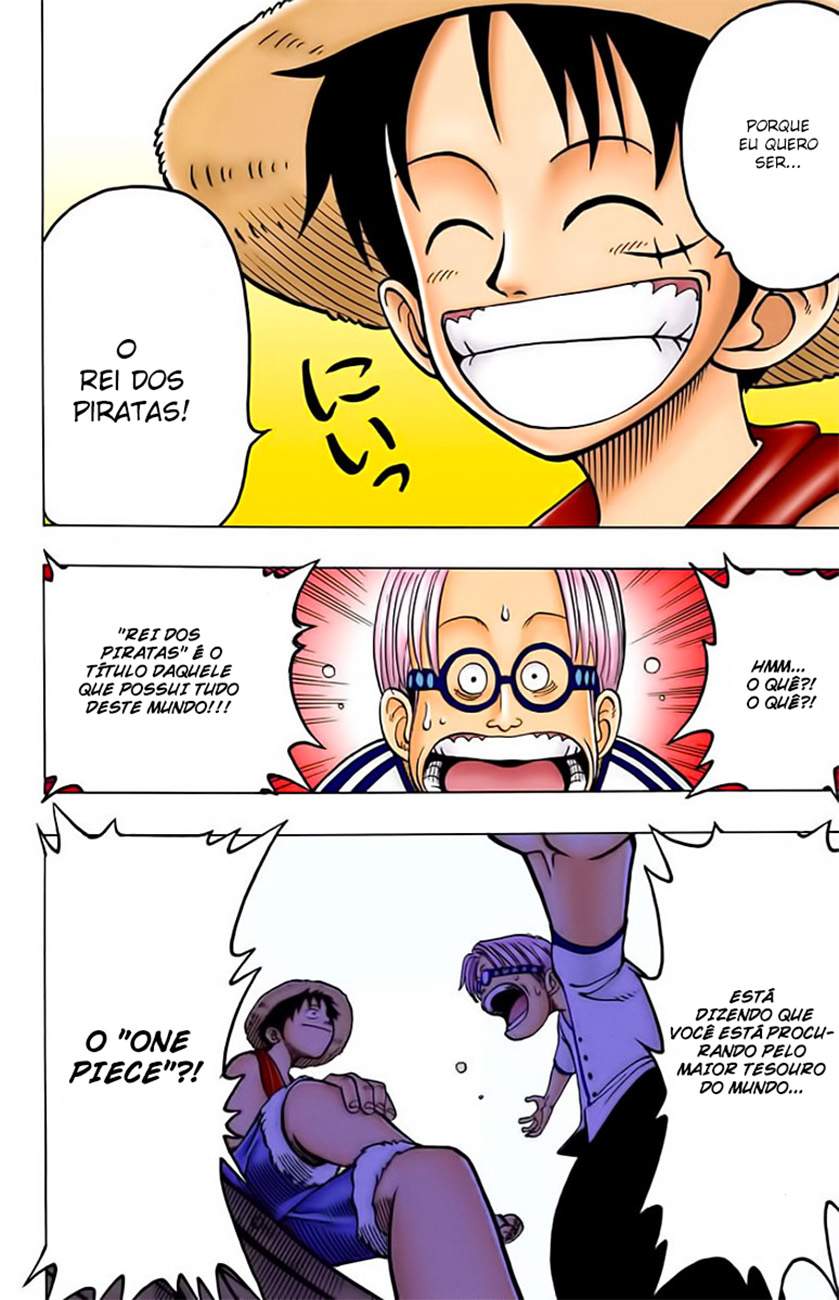 PORQUE
EU QUERO
SER...
O
REI DOS
PIRATAS!
にいっ
HMM...
O QUÊ?!
O QUÊ?!
"REI DOS
PIRATAS" É O
TÍTULO DAQUELE
QUE POSSUI TUDO
DESTE MUNDO!!!
ESTÁ
DIZENDO QUE
VOCÊ ESTÁ PROCU-
RANDO PELO
MAIOR TESOURO
DO MUNDO...
O "ONE
PIECE"?!